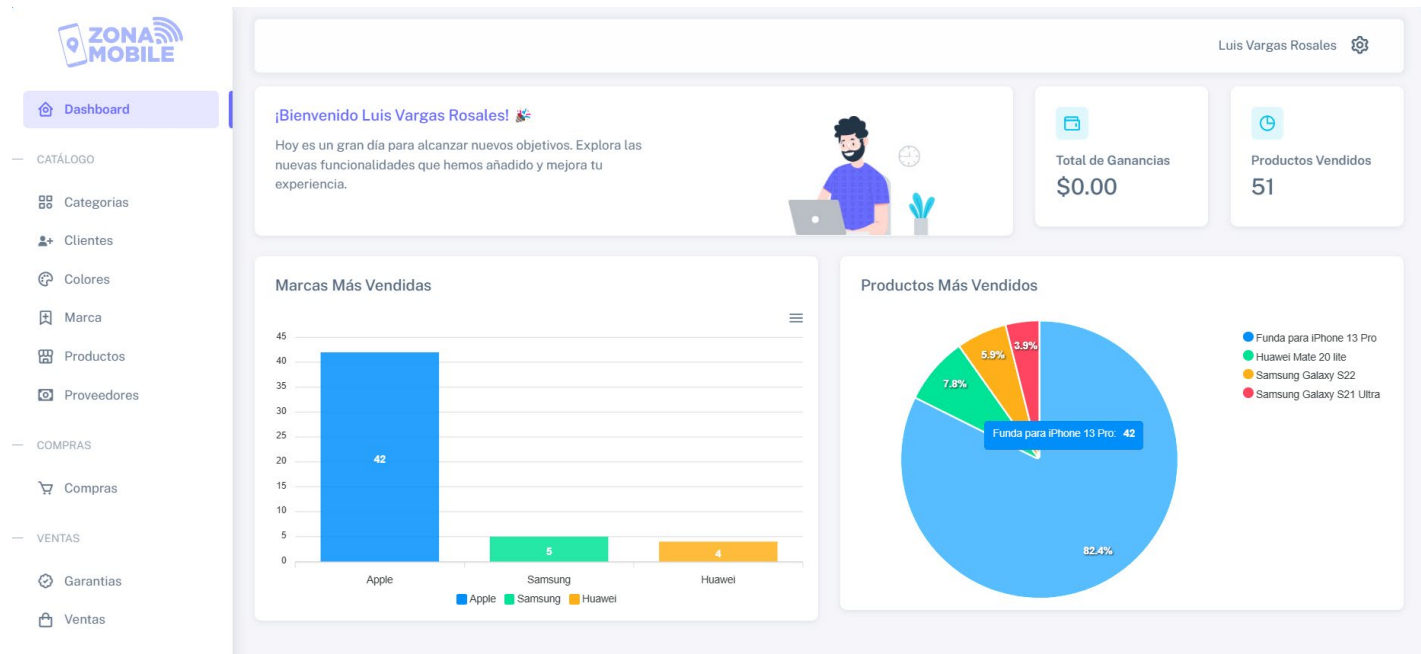 ZONA
MOBILE
Luis Vargas Rosales
Dashboard
CATÁLOGO
Categorias
Clientes
Colores
Marca
Productos
Proveedores
COMPRAS
Compras
VENTAS
Garantias
Ventas
¡Bienvenido Luis Vargas Rosales! 🎉
Hoy es un gran día para alcanzar nuevos objetivos. Explora las
nuevas funcionalidades que hemos añadido y mejora tu
experiencia.
Total de Ganancias
$0.00
Productos Vendidos
51
Marcas Más Vendidas
45
40
35
30
25
20
15
10
5
0
42
5
4
Apple Samsung Huawei
Apple Samsung Huawei
Productos Más Vendidos
3.9%
5.9%
7.8%
Funda para iPhone 13 Pro: 42
82.4%
Funda para iPhone 13 Pro
Huawei Mate 20 lite
Samsung Galaxy S22
Samsung Galaxy S21 Ultra